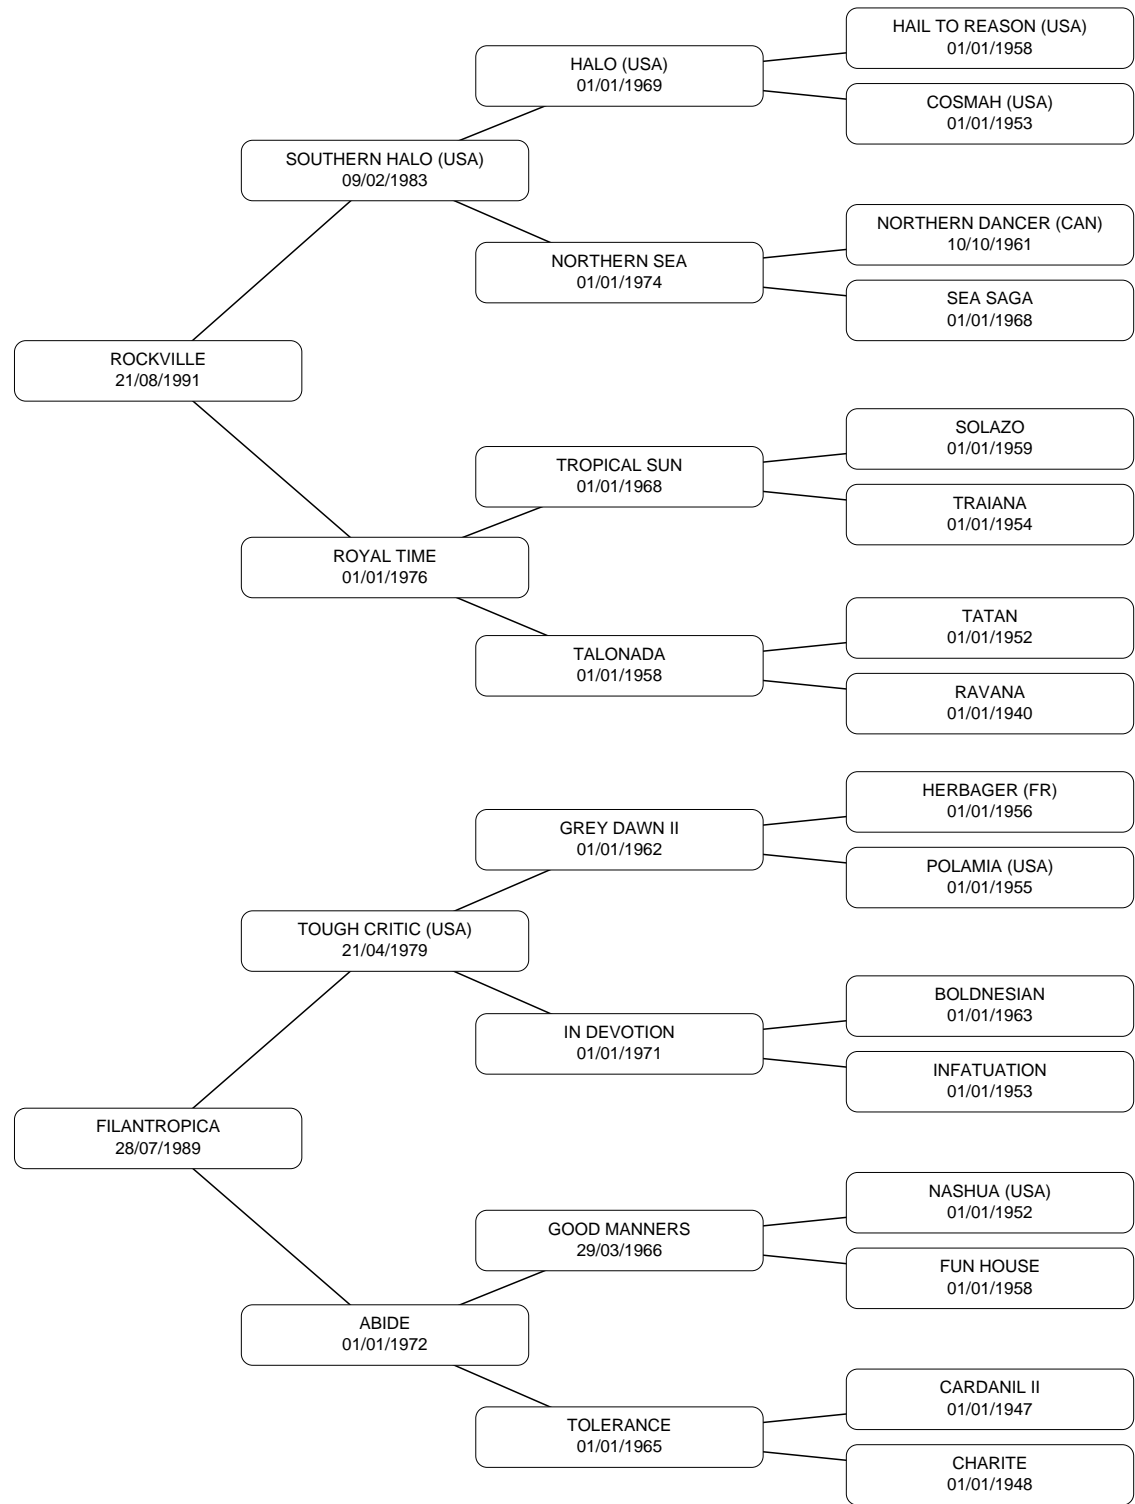 HAIL TO REASON (USA)
01/01/1958
HALO (USA)
01/01/1969
COSMAH (USA)
01/01/1953
SOUTHERN HALO (USA)
09/02/1983
NORTHERN DANCER (CAN)
10/10/1961
NORTHERN SEA
01/01/1974
SEA SAGA
01/01/1968
ROCKVILLE
21/08/1991
SOLAZO
01/01/1959
TROPICAL SUN
01/01/1968
TRAIANA
01/01/1954
ROYAL TIME
01/01/1976
TATAN
01/01/1952
TALONADA
01/01/1958
RAVANA
01/01/1940
HERBAGER (FR)
01/01/1956
GREY DAWN II
01/01/1962
POLAMIA (USA)
01/01/1955
TOUGH CRITIC (USA)
21/04/1979
BOLDNESIAN
01/01/1963
IN DEVOTION
01/01/1971
INFATUATION
01/01/1953
FILANTROPICA
28/07/1989
NASHUA (USA)
01/01/1952
GOOD MANNERS
29/03/1966
FUN HOUSE
01/01/1958
ABIDE
01/01/1972
CARDANIL II
01/01/1947
TOLERANCE
01/01/1965
CHARITE
01/01/1948